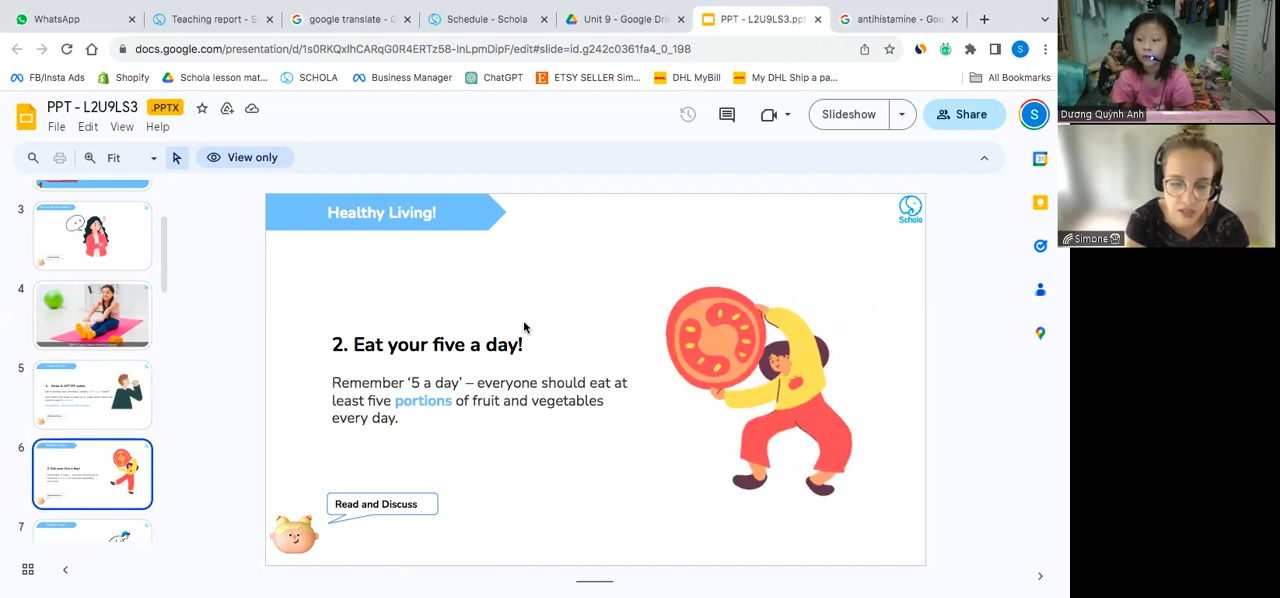 WhatsApp
Teaching report - S
google translate - G
Schedule - Schola
Unit 9 - Google Dri
PPT - L2U9LS3.ppt
antihistamine - Goo
docs.google.com/presentation/d/1s0RKQxIhCARqG0R4ERTz58-InLpmDipF/edit#slide=id.g242c0361fa4_0_198
S
FB/Insta Ads
Shopify
Schola lesson mat...
SCHOLA
Business Manager
ChatGPT
ETSY SELLER Sim...
DHL MyBill
My DHL Ship a pa...
All Bookmarks
PPT - L2U9LS3
.PPTX
File
Edit
View
Help
Slideshow
Share
S
Fit
View only
3
4
5
6
7
Healthy Living!
Schola
2. Eat your five a day!
Remember ‘5 a day’ – everyone should eat at
least five portions of fruit and vegetables
every day.
Read and Discuss
Dương Quỳnh Anh
Simone